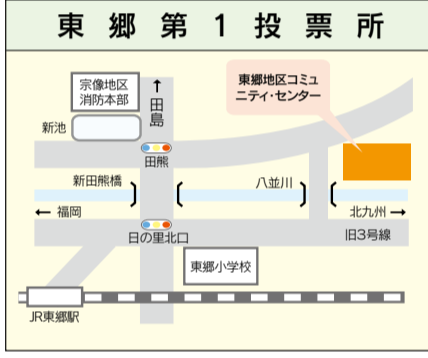 東郷第1投票所
宗像地区
消防本部
↑
田島
東郷地区コミュ
ニティ・センター
新池
田熊
新田熊橋
八並川
← 福岡
北九州 →
日の里北口
旧3号線
東郷小学校
JR東郷駅